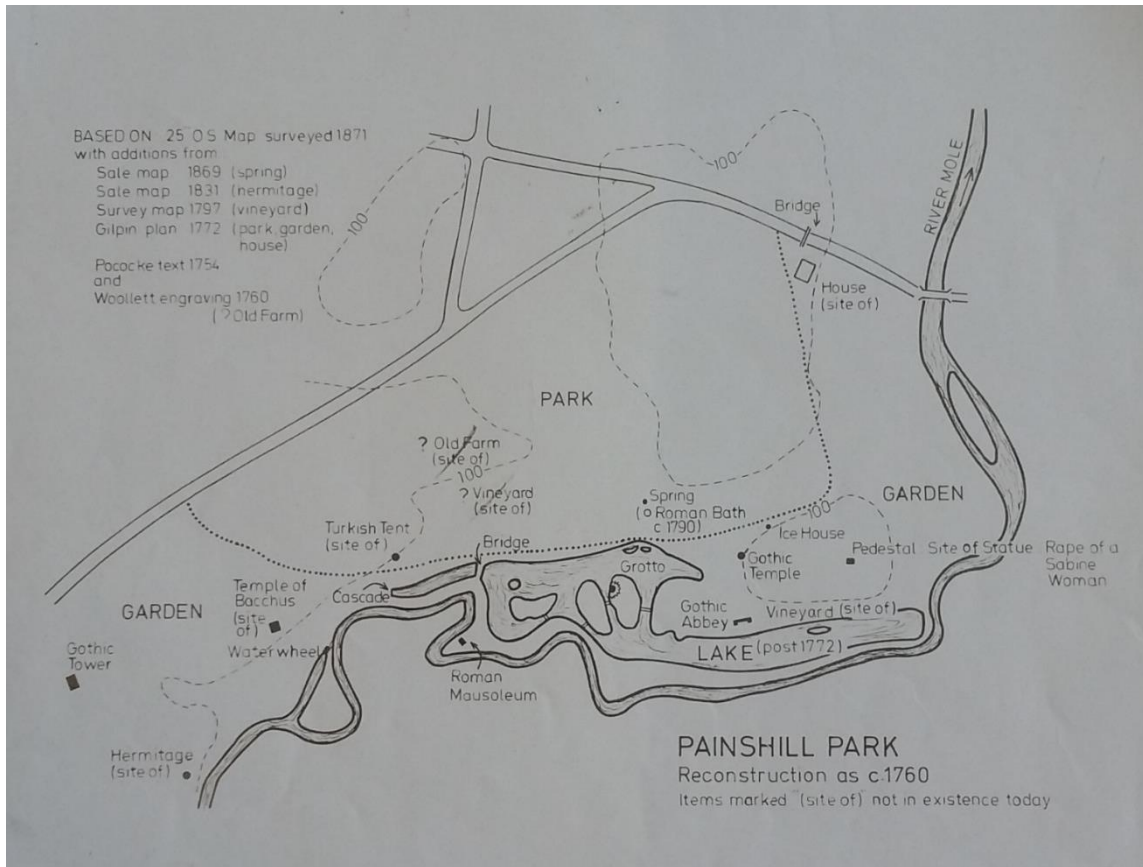 BASED ON 25 O S Map surveyed 1871
with additions from
Sale map 1869 (spring)
Sale map 1831 (hermitage)
Survey map 1797 (vineyard)
Gilpin plan 1772 (park, garden,
house)
Pococke text 1754
and
Woollett engraving 1760
(? Old Farm)
100
100
Bridge
RIVER MOLE
House
(site of)
PARK
? Old Farm
(site of)
100
? Vineyard
(site of)
Spring
(o Roman Bath
c 1790)
GARDEN
100
Ice House
Turkish Tent
(site of)
Bridge
Gothic
Temple
Pedestal Site of Statue Rape of a
Sabine
Woman
Grotto
Cascade
GARDEN
Temple of
Bacchus
(site
of)
Water wheel
Gothic
Abbey
Vineyard (site of)
LAKE (post 1772)
Gothic
Tower
Roman
Mausoleum
Hermitage
(site of)
PAINSHILL PARK
Reconstruction as c.1760
Items marked (site of) not in existence today